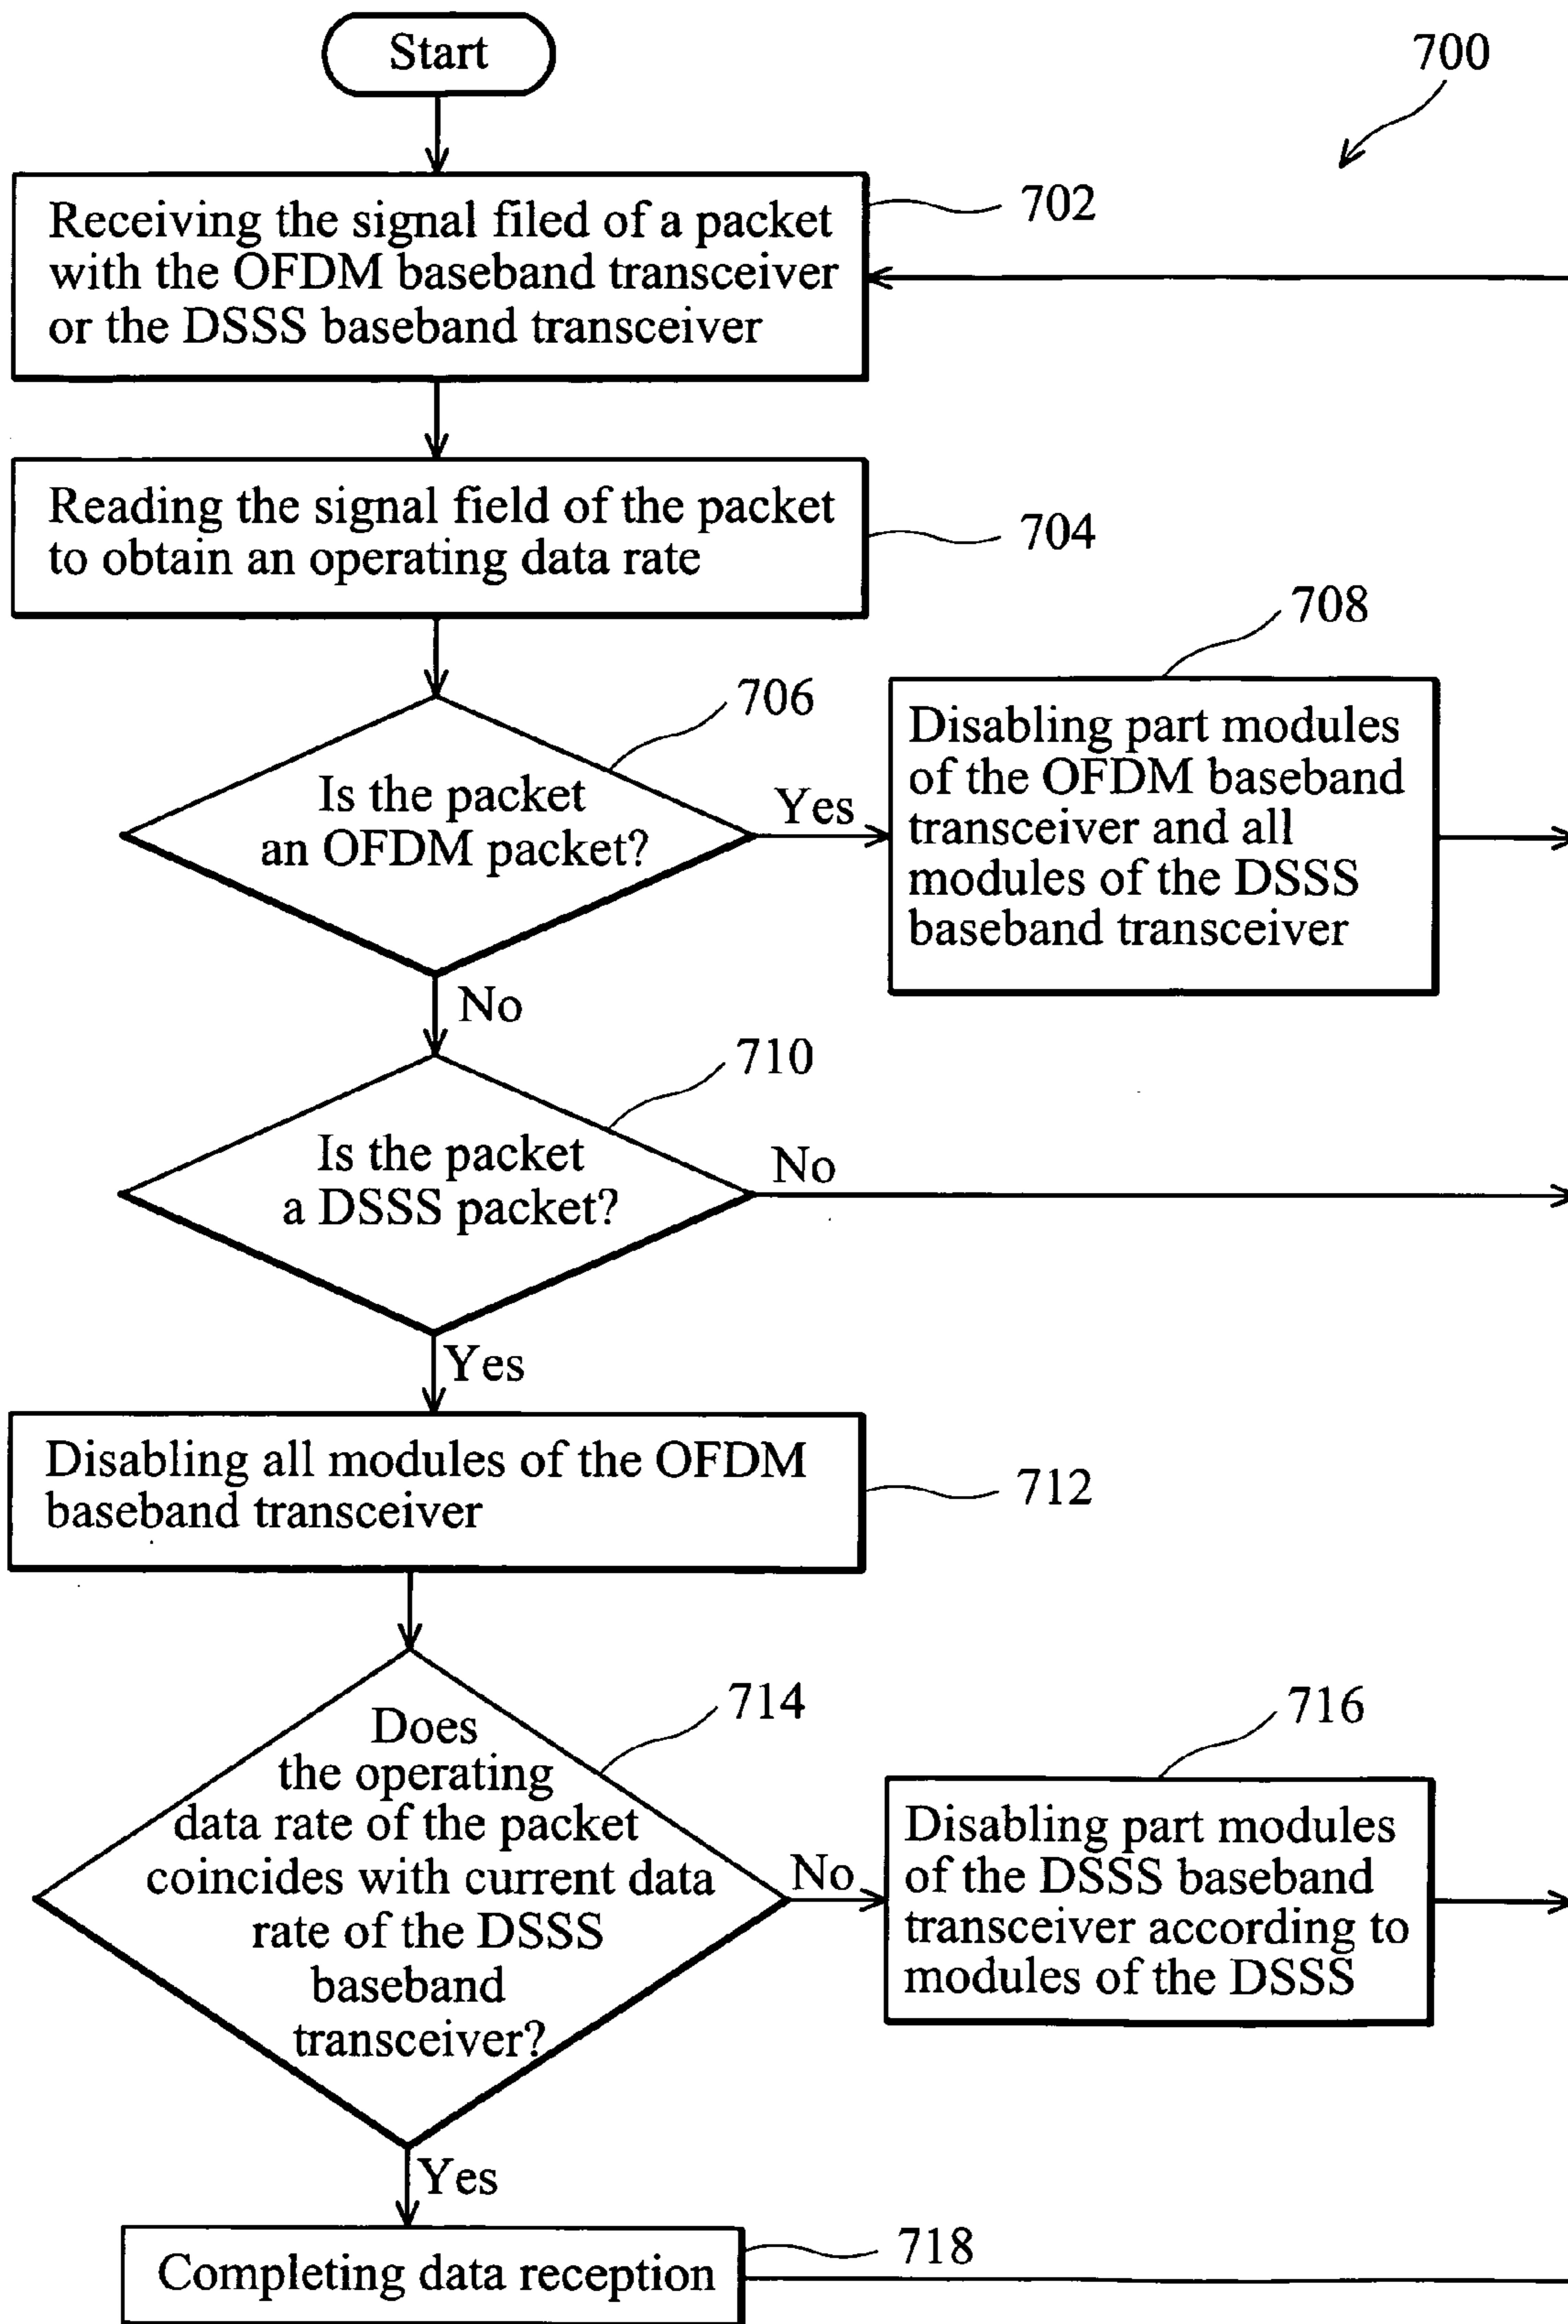 Start
700
Receiving the signal filed of a packet
with the OFDM baseband transceiver
or the DSSS baseband transceiver
702
Reading the signal field of the packet
to obtain an operating data rate
704
706
Is the packet
an OFDM packet?
Yes
708
Disabling part modules
of the OFDM baseband
transceiver and all
modules of the DSSS
baseband transceiver
No
710
Is the packet
a DSSS packet?
No
Yes
Disabling all modules of the OFDM
baseband transceiver
712
714
Does
the operating
data rate of the packet
coincides with current data
rate of the DSSS
baseband
transceiver?
No
716
Disabling part modules
of the DSSS baseband
transceiver according to
modules of the DSSS
Yes
Completing data reception
718